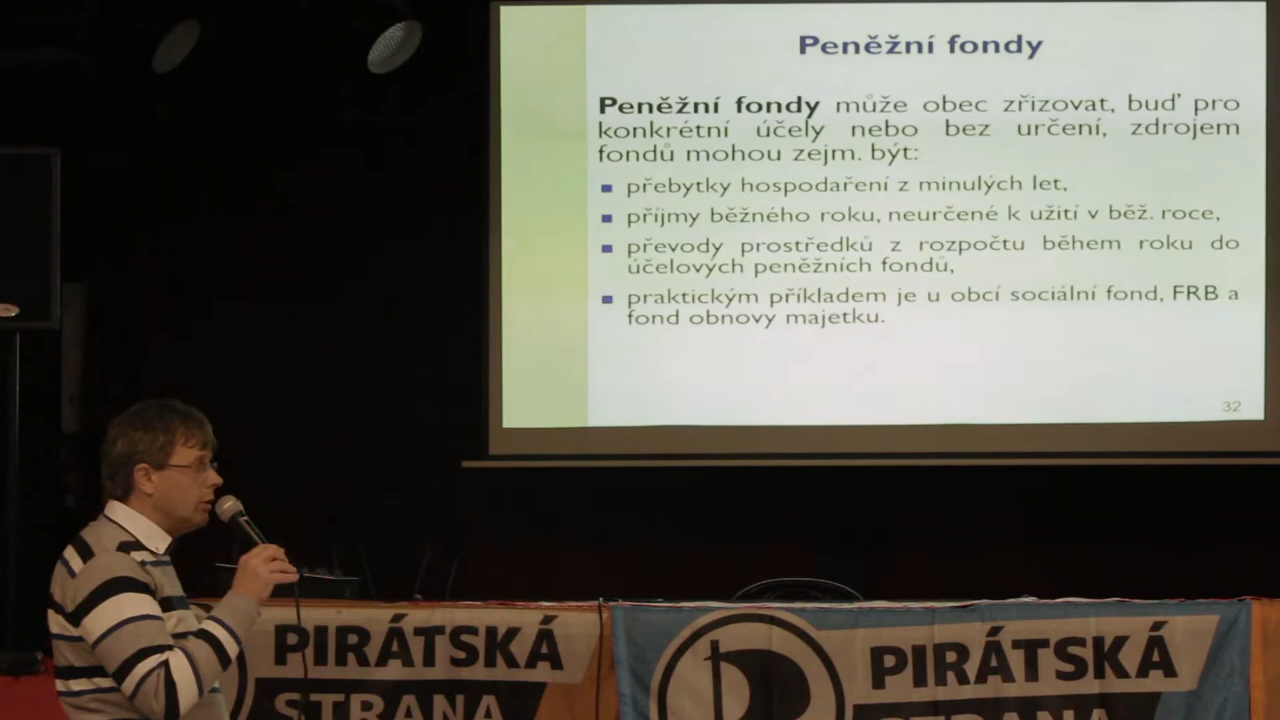 Peněžní fondy
Peněžní fondy může obec zřizovat, buď pro
konkrétní účely nebo bez určení, zdrojem
fondů mohou zejm. být:
přebytky hospodaření z minulých let,
příjmy běžného roku, neurčené k užití v běž. roce,
převody prostředků z rozpočtu během roku do
účelových peněžních fondů,
praktickým příkladem je u obcí sociální fond, FRB a
fond obnovy majetku.
32
PIRÁTSKÁ
STRANA
PIRÁTSKÁ
STRANA